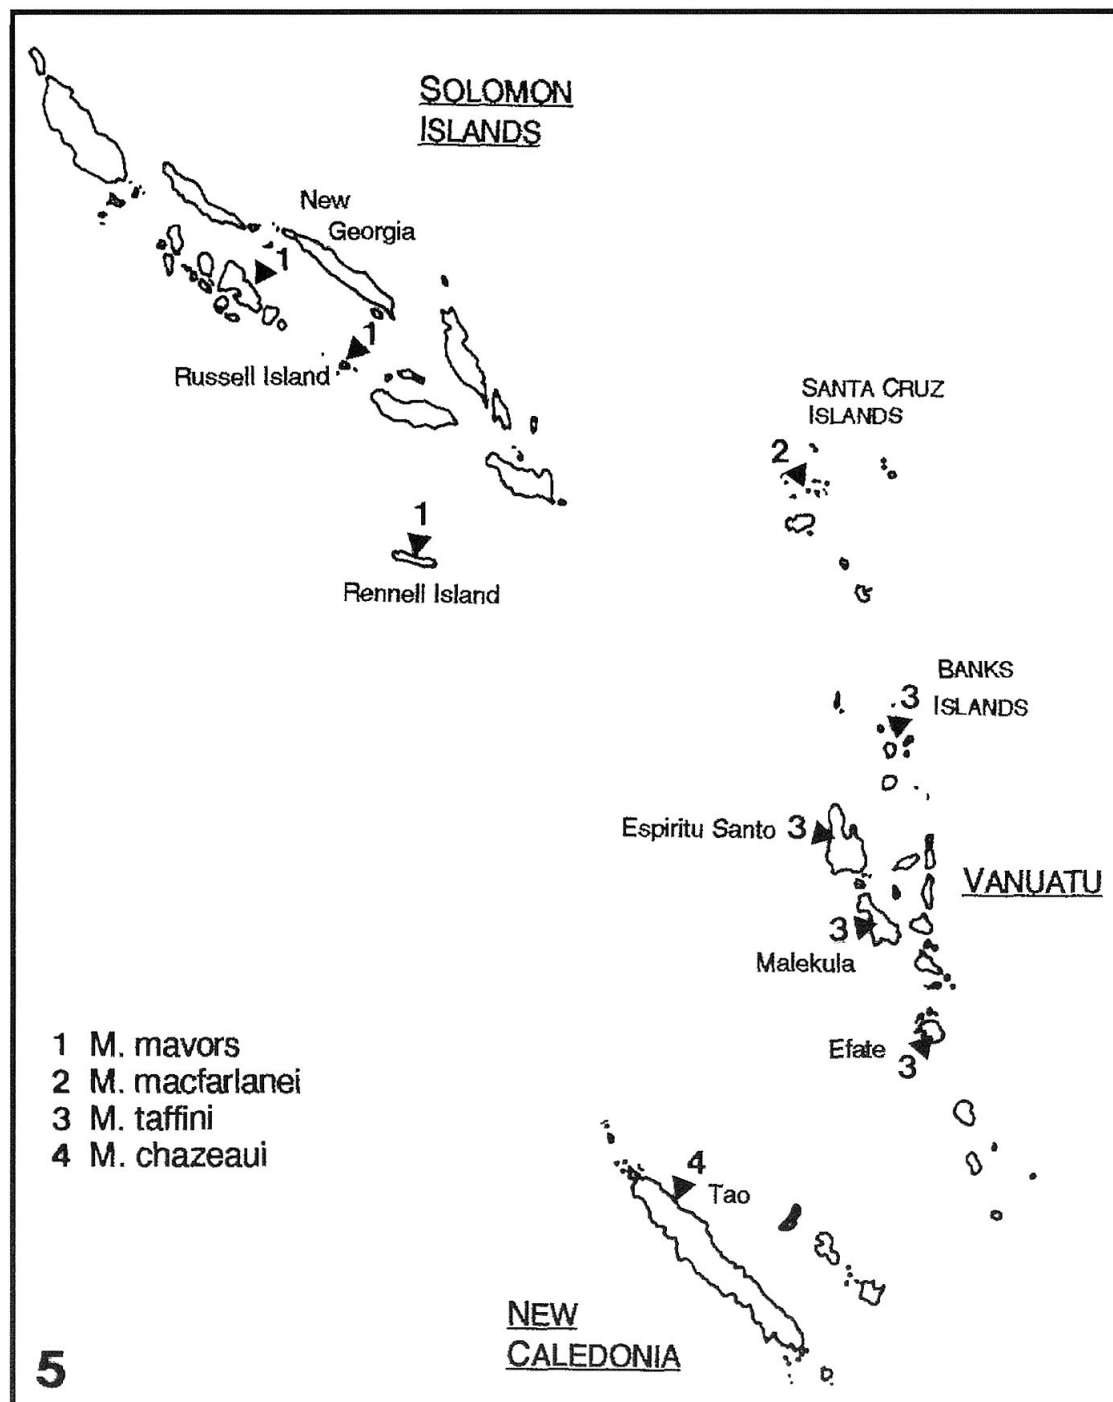 SOLOMON
ISLANDS
New
Georgia
1
1
Russell Island
SANTA CRUZ
ISLANDS
2
1
Rennell Island
BANKS
3
ISLANDS
Espiritu Santo 3
VANUATU
3
Malekula
Efate
3
1 M. mavors
2 M. macfarlanei
3 M. taffini
4 M. chazeaui
4
Tao
NEW
CALEDONIA
5